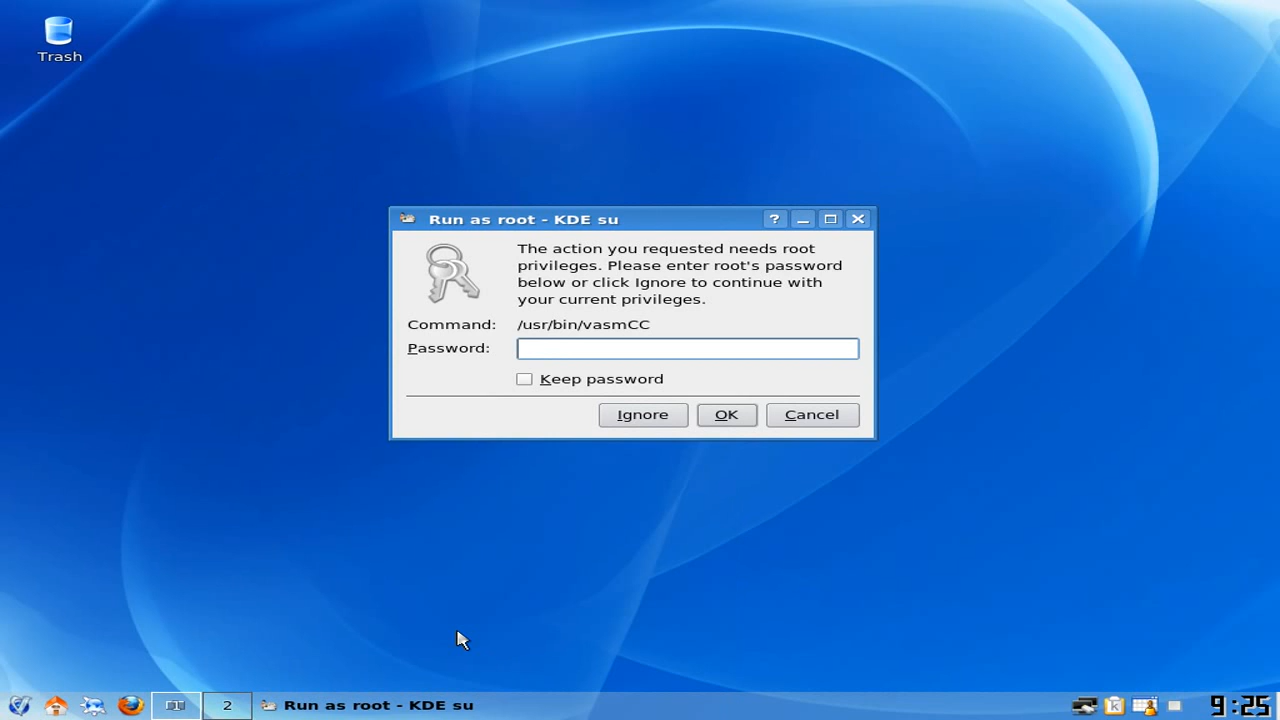 Trash
Run as root - KDE su
The action you requested needs root
privileges. Please enter root's password
below or click Ignore to continue with
your current privileges.
Command: /usr/bin/vasmCC
Password:
Keep password
Ignore OK Cancel
2 Run as root - KDE su 9:25